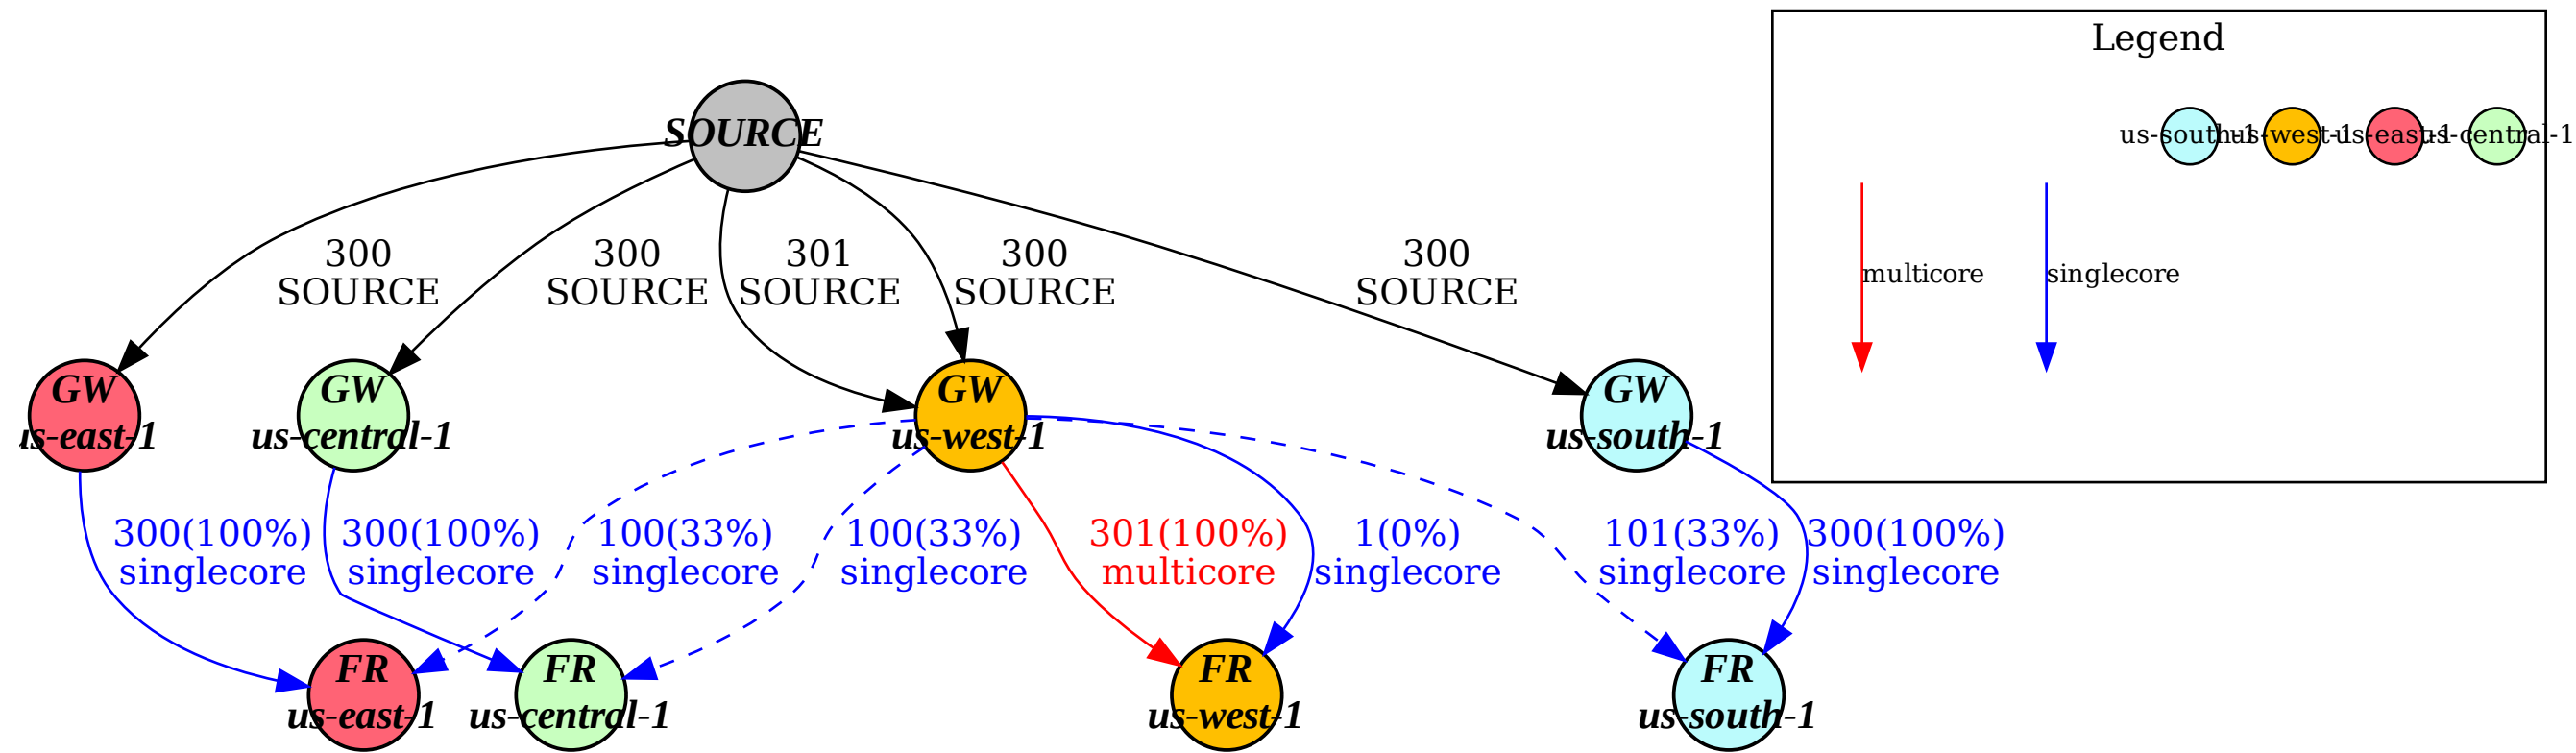 Legend
SOURCE
us-south-1
us-west-1
us-east-1
us-central-1
300
SOURCE
300
SOURCE
301
SOURCE
300
SOURCE
300
SOURCE
multicore
singlecore
GW
us-east-1
GW
us-central-1
GW
us-west-1
GW
us-south-1
300(100%)
singlecore
300(100%)
singlecore
100(33%)
singlecore
100(33%)
singlecore
301(100%)
multicore
1(0%)
singlecore
101(33%)
singlecore
300(100%)
singlecore
FR
us-east-1
FR
us-central-1
FR
us-west-1
FR
us-south-1